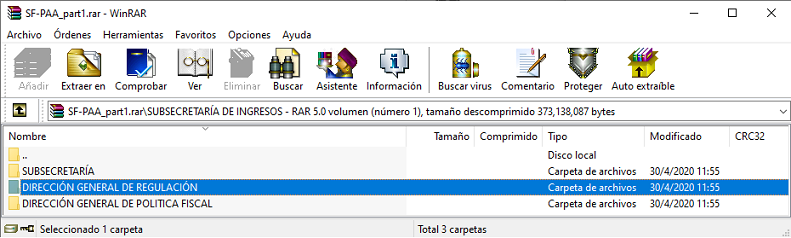 SF-PAA_part1.rar - WinRAR
Archivo Órdenes Herramientas Favoritos Opciones Ayuda
Añadir Extraer en Comprobar Ver Eliminar Buscar Asistente Información Buscar virus Comentario Proteger Auto extraíble
SF-PAA_part1.rar\SUBSECRETARÍA DE INGRESOS - RAR 5.0 volumen (número 1), tamaño descomprimido 373,138,087 bytes
Nombre Tamaño Comprimido Tipo Modificado CRC32
.. Disco local
SUBSECRETARÍA Carpeta de archivos 30/4/2020 11:55
DIRECCIÓN GENERAL DE REGULACIÓN Carpeta de archivos 30/4/2020 11:55
DIRECCIÓN GENERAL DE POLITICA FISCAL Carpeta de archivos 30/4/2020 11:55
Seleccionado 1 carpeta Total 3 carpetas